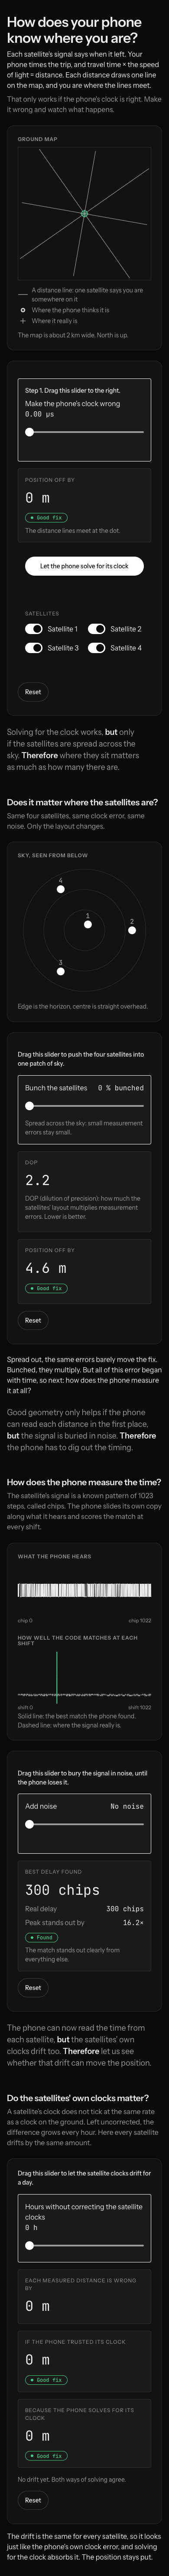 How does your phone
know where you are?
Each satellite's signal says when it left. Your
phone times the trip, and travel time × the speed
of light = distance. Each distance draws one line
on the map, and you are where the lines meet.
That only works if the phone's clock is right. Make
it wrong and watch what happens.
GROUND MAP
A distance line: one satellite says you are
somewhere on it
Where the phone thinks it is
Where it really is
The map is about 2 km wide. North is up.
Step 1. Drag this slider to the right.
Make the phone's clock wrong
0.00 µs
POSITION OFF BY
0 m
Good fix
The distance lines meet at the dot.
Let the phone solve for its clock
SATELLITES
Satellite 1
Satellite 2
Satellite 3
Satellite 4
Reset
Solving for the clock works, but only
if the satellites are spread across the
sky. Therefore where they sit matters
as much as how many there are.
Does it matter where the satellites are?
Same four satellites, same clock error, same
noise. Only the layout changes.
SKY, SEEN FROM BELOW
4
1
2
3
Edge is the horizon, centre is straight overhead.
Drag this slider to push the four satellites into
one patch of sky.
Bunch the satellites 0 % bunched
Spread across the sky: small measurement
errors stay small.
DOP
2.2
DOP (dilution of precision): how much the
satellites' layout multiplies measurement
errors. Lower is better.
POSITION OFF BY
4.6 m
Good fix
Reset
Spread out, the same errors barely move the fix.
Bunched, they multiply. But all of this error began
with time, so next: how does the phone measure
it at all?
Good geometry only helps if the phone
can read each distance in the first place,
but the signal is buried in noise. Therefore
the phone has to dig out the timing.
How does the phone measure the time?
The satellite's signal is a known pattern of 1023
steps, called chips. The phone slides its own copy
along what it hears and scores the match at
every shift.
WHAT THE PHONE HEARS
chip 0 chip 1022
HOW WELL THE CODE MATCHES AT EACH
SHIFT
shift 0 shift 1022
Solid line: the best match the phone found.
Dashed line: where the signal really is.
Drag this slider to bury the signal in noise, until
the phone loses it.
Add noise No noise
BEST DELAY FOUND
300 chips
Real delay 300 chips
Peak stands out by 16.2×
Found
The match stands out clearly from
everything else.
Reset
The phone can now read the time from
each satellite, but the satellites' own
clocks drift too. Therefore let us see
whether that drift can move the position.
Do the satellites' own clocks matter?
A satellite's clock does not tick at the same rate
as a clock on the ground. Left uncorrected, the
difference grows every hour. Here every satellite
drifts by the same amount.
Drag this slider to let the satellite clocks drift for
a day.
Hours without correcting the satellite
clocks
0 h
EACH MEASURED DISTANCE IS WRONG
BY
0 m
IF THE PHONE TRUSTED ITS CLOCK
0 m
Good fix
BECAUSE THE PHONE SOLVES FOR ITS
CLOCK
0 m
Good fix
No drift yet. Both ways of solving agree.
Reset
The drift is the same for every satellite, so it looks
just like the phone's own clock error, and solving
for the clock absorbs it. The position stays put.